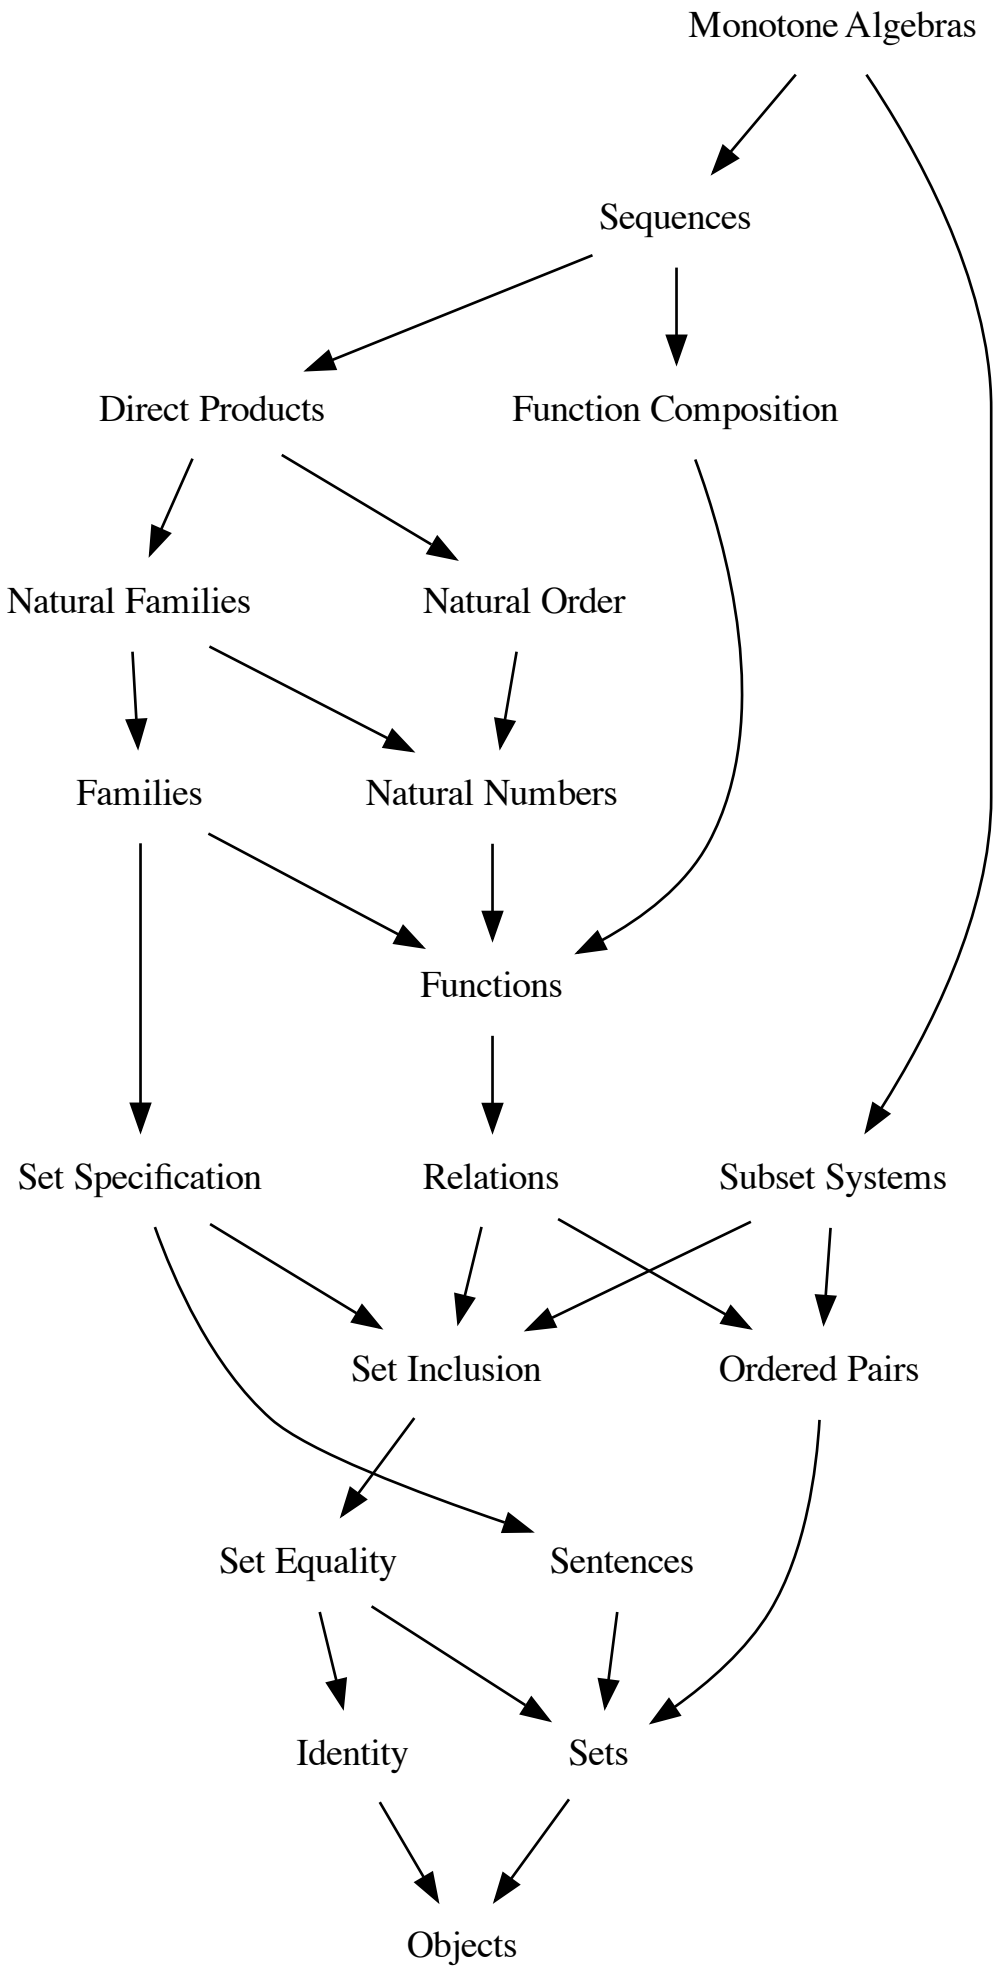 Monotone Algebras
Sequences
Direct Products
Function Composition
Natural Families
Natural Order
Families
Natural Numbers
Functions
Set Specification
Relations
Subset Systems
Set Inclusion
Ordered Pairs
Set Equality
Sentences
Identity
Sets
Objects